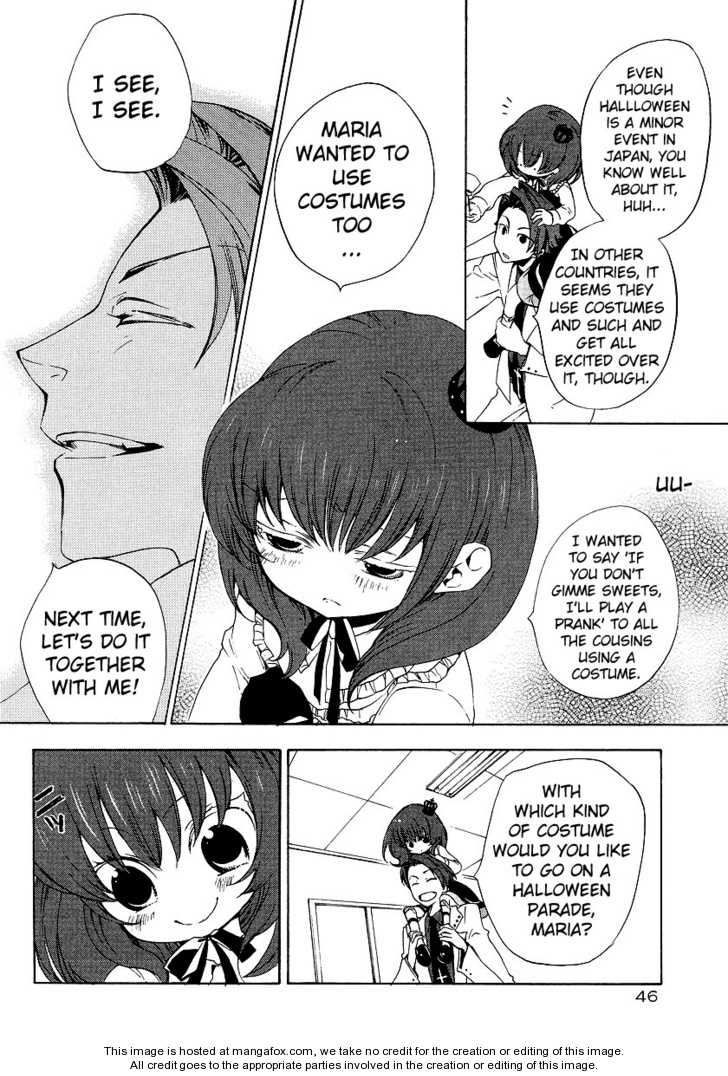 EVEN
THOUGH
HALLLOWEEN
IS A MINOR
EVENT IN
JAPAN, YOU
KNOW WELL
ABOUT IT,
HUH...
IN OTHER
COUNTRIES, IT
SEEMS THEY
USE COSTUMES
AND SUCH AND
GET ALL
EXCITED OVER
IT, THOUGH.
MARIA
WANTED TO
USE
COSTUMES
TOO
...
UU-
I WANTED
TO SAY 'IF
YOU DON'T
GIMME SWEETS,
I'LL PLAY A
PRANK' TO ALL
THE COUSINS
USING A
COSTUME.
I SEE,
I SEE.
NEXT TIME,
LET'S DO IT
TOGETHER
WITH ME!
WITH
WHICH KIND
OF COSTUME
WOULD YOU LIKE
TO GO ON A
HALLOWEEN
PARADE,
MARIA?
46
This image is hosted at mangafox.com, we take no credit for the creation or editing of this image.
All credit goes to the appropriate parties involved in the creation or editing of this image.